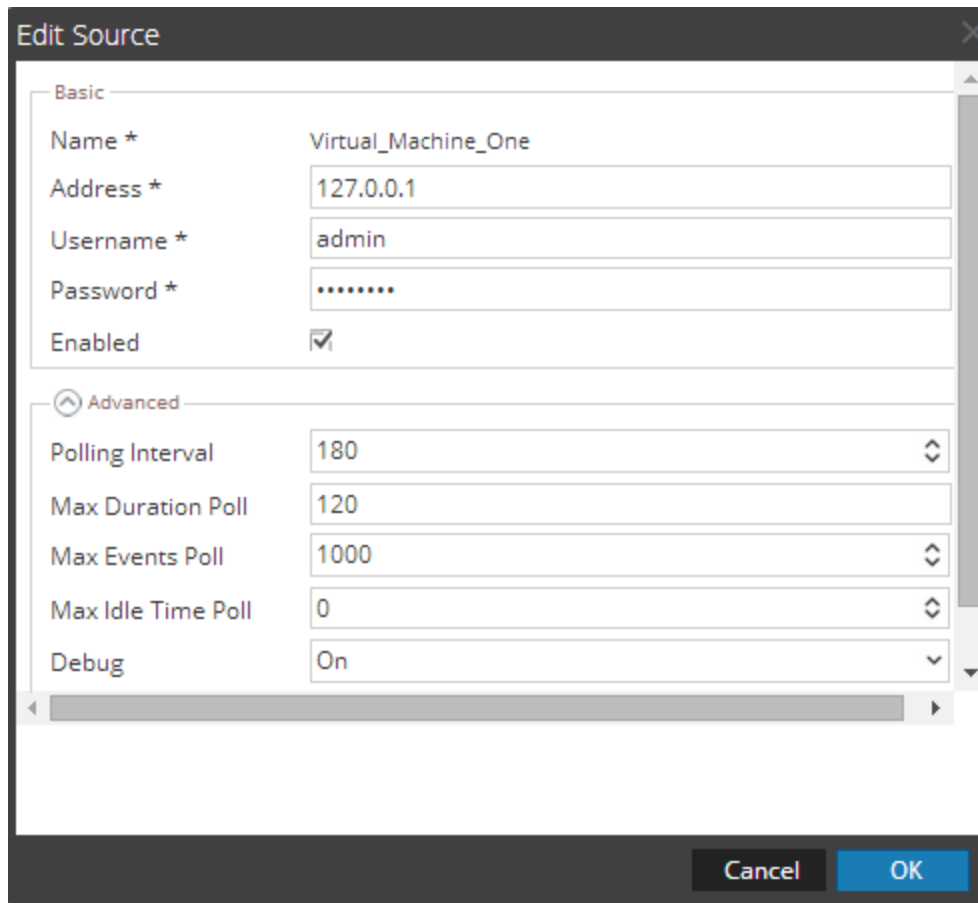 Edit Source
Basic
Name * Virtual_Machine_One
Address * 127.0.0.1
Username * admin
Password * ••••••••
Enabled
Advanced
Polling Interval 180
Max Duration Poll 120
Max Events Poll 1000
Max Idle Time Poll 0
Debug On
Cancel OK